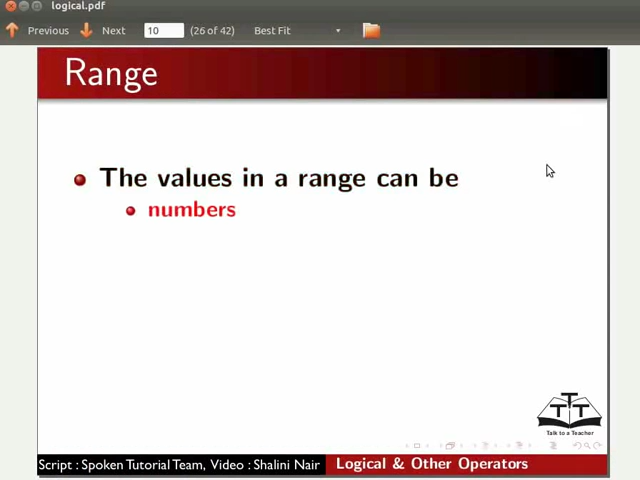 logical.pdf
Previous Next 10 (26 of 42) Best Fit
Range
The values in a range can be
numbers
TTT
Talk to a Teacher
Script : Spoken Tutorial Team, Video : Shalini Nair Logical & Other Operators